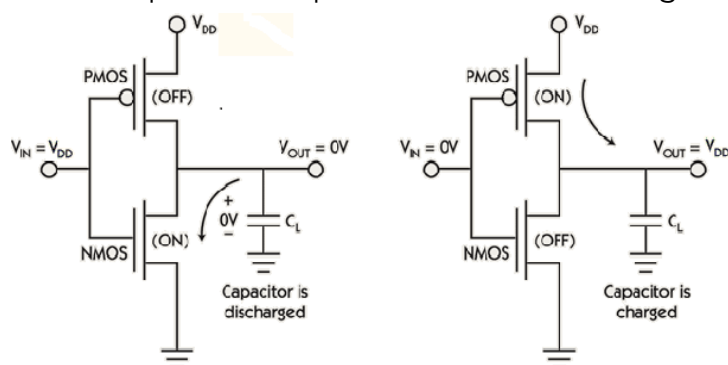 V_DD
PMOS
(OFF)
V_IN = V_DD
V_OUT = 0V
+
0V
–
C_L
(ON)
NMOS
Capacitor is
discharged
V_DD
PMOS
(ON)
V_IN = 0V
V_OUT = V_DD
C_L
(OFF)
NMOS
Capacitor is
charged